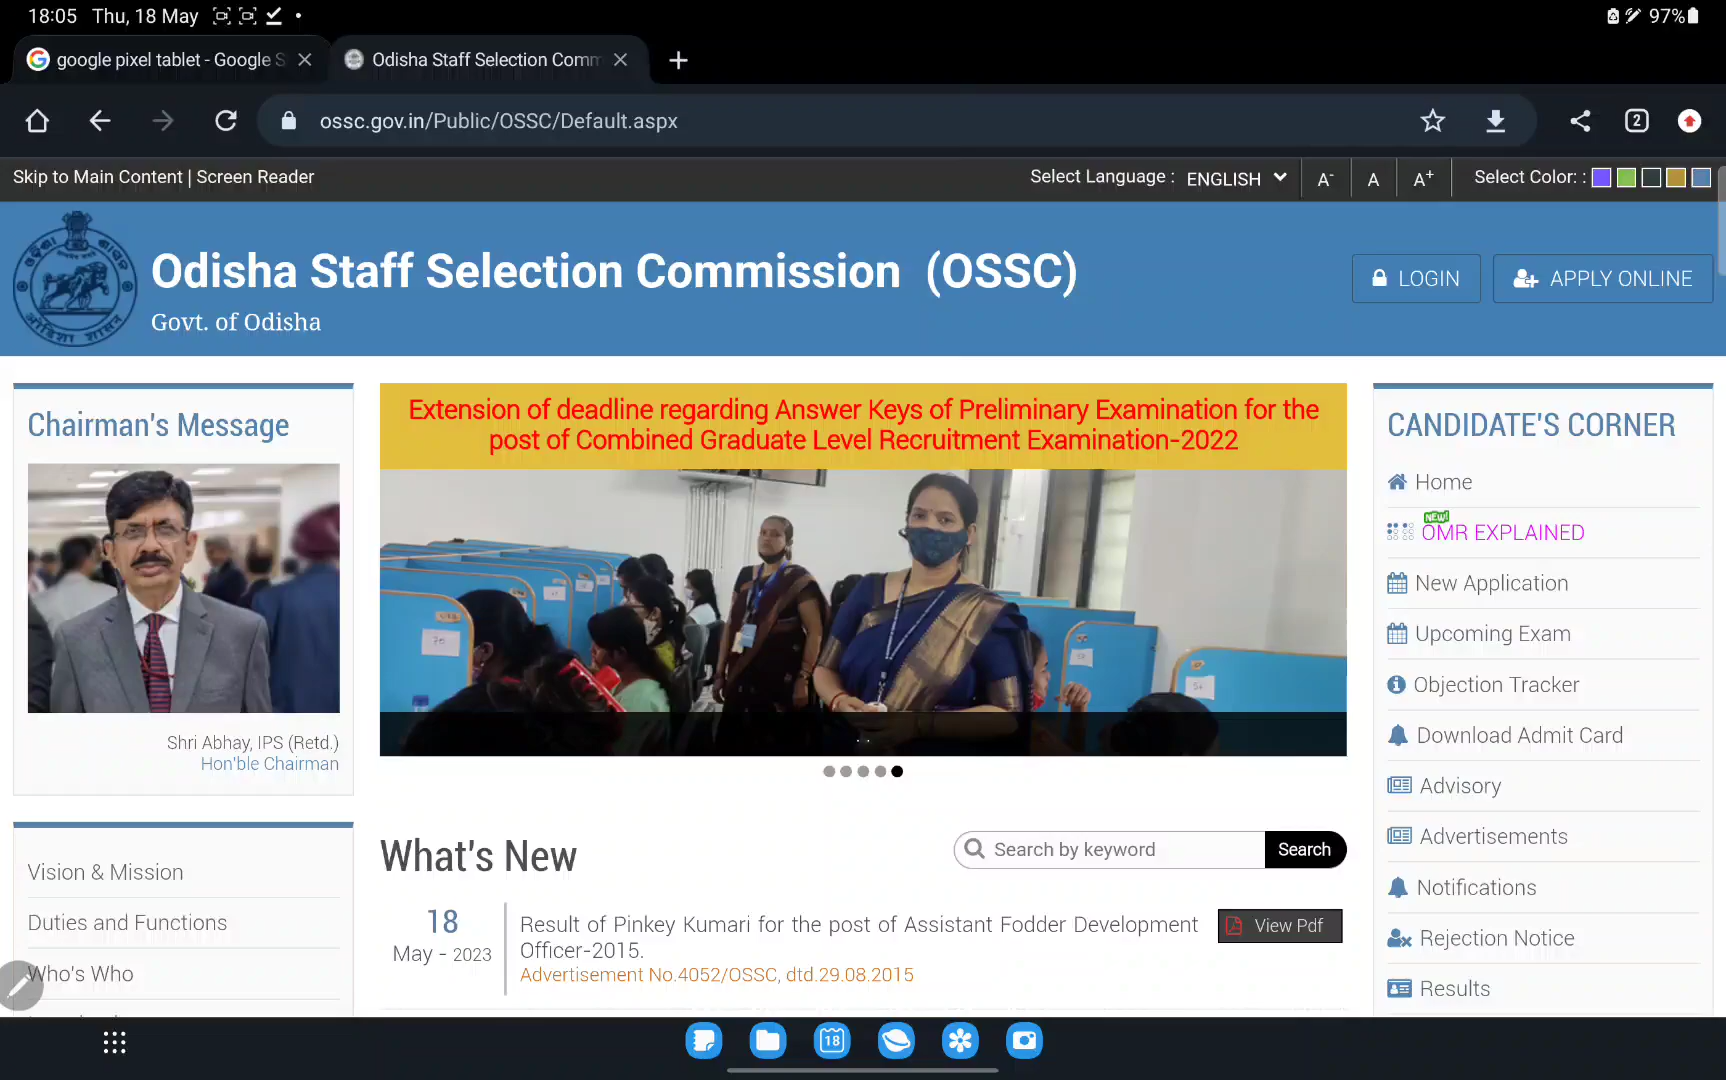 18:05 Thu, 18 May
97%
google pixel tablet - Google S
Odisha Staff Selection Comm
ossc.gov.in/Public/OSSC/Default.aspx
2
Skip to Main Content | Screen Reader
Select Language : ENGLISH
A-
A
A+
Select Color: :
Odisha Staff Selection Commission (OSSC)
Govt. of Odisha
LOGIN
APPLY ONLINE
Chairman's Message
Shri Abhay, IPS (Retd.)
Hon'ble Chairman
Vision & Mission
Duties and Functions
Who's Who
Extension of deadline regarding Answer Keys of Preliminary Examination for the
post of Combined Graduate Level Recruitment Examination-2022
What's New
Search by keyword
Search
18
May - 2023
Result of Pinkey Kumari for the post of Assistant Fodder Development
Officer-2015.
Advertisement No.4052/OSSC, dtd.29.08.2015
View Pdf
CANDIDATE'S CORNER
Home
NEW!
OMR EXPLAINED
New Application
Upcoming Exam
Objection Tracker
Download Admit Card
Advisory
Advertisements
Notifications
Rejection Notice
Results
18